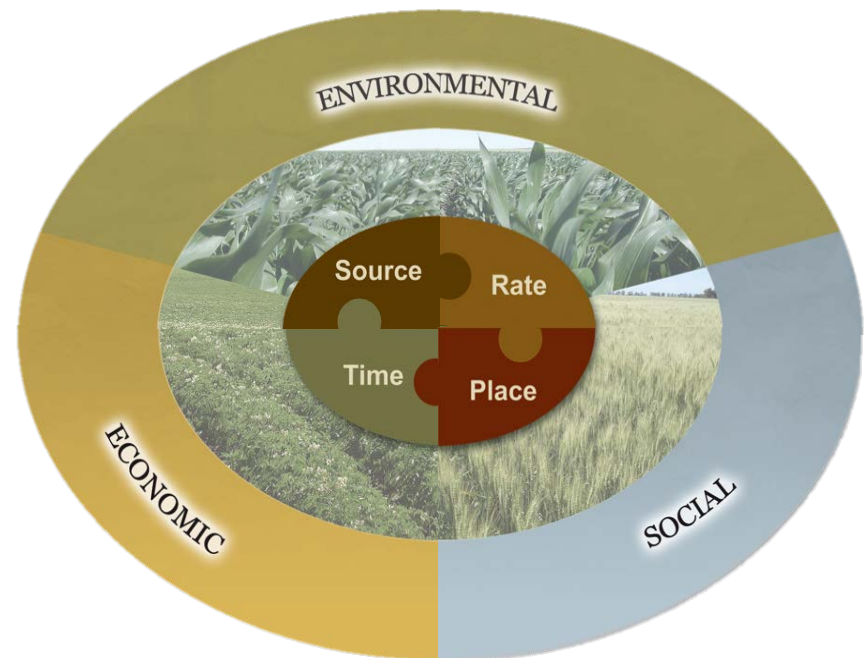 ENVIRONMENTAL
Source
Rate
Time
Place
ECONOMIC
SOCIAL